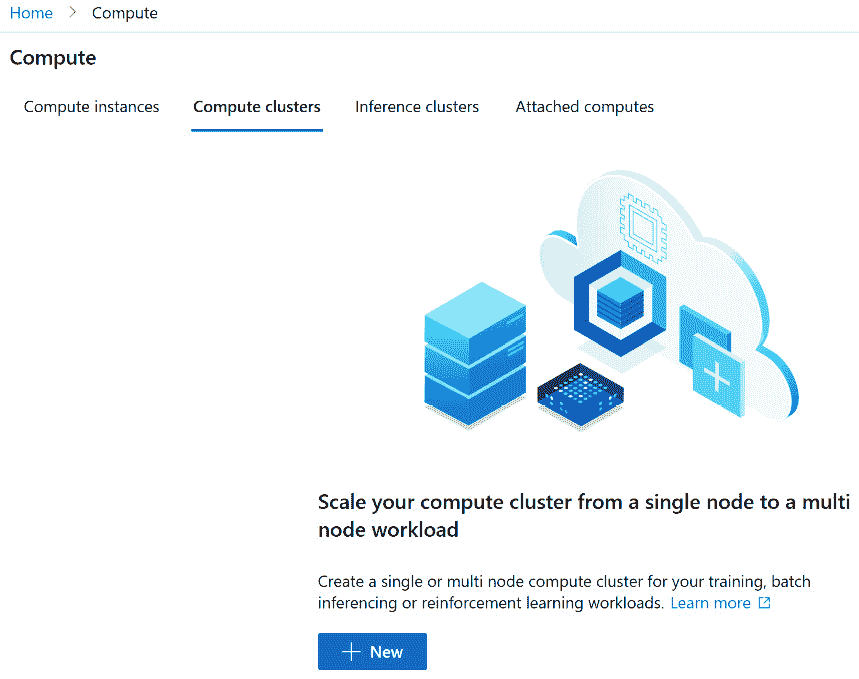 Home > Compute
Compute
Compute instances Compute clusters Inference clusters Attached computes
Scale your compute cluster from a single node to a multi
node workload
Create a single or multi node compute cluster for your training, batch
inferencing or reinforcement learning workloads. Learn more
+ New